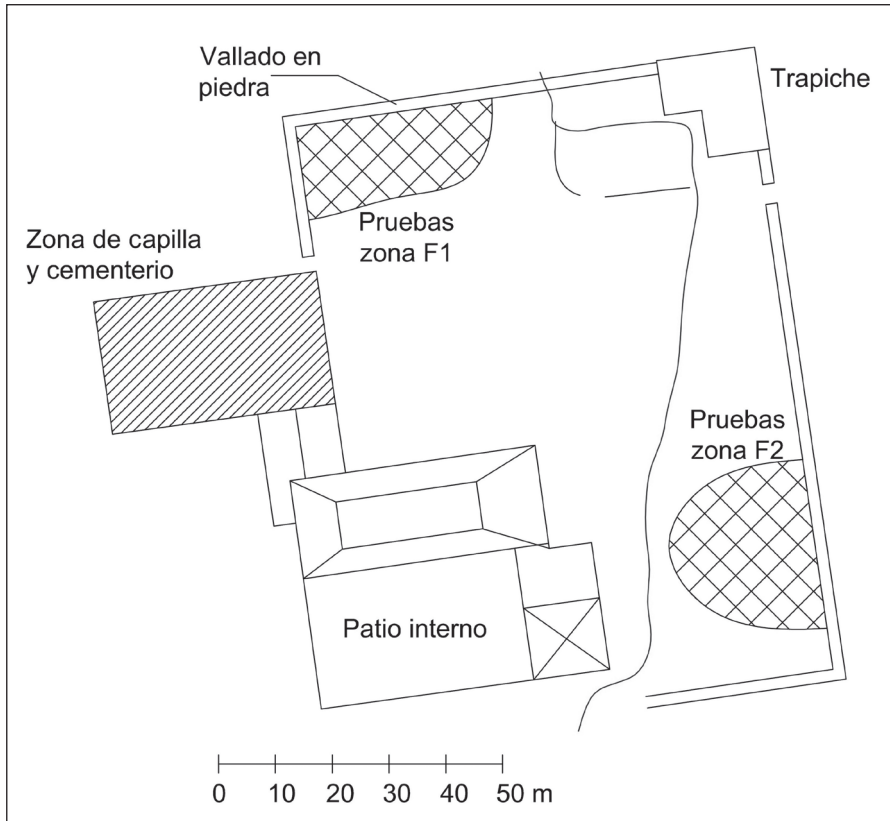 Vallado en
piedra
Trapiche
Pruebas
zona F1
Zona de capilla
y cementerio
Pruebas
zona F2
Patio interno
0 10 20 30 40 50 m